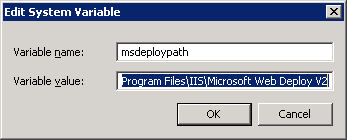 Edit System Variable
Variable name: msdeploypath
Variable value: Program Files\IIS\Microsoft Web Deploy V2
OK Cancel